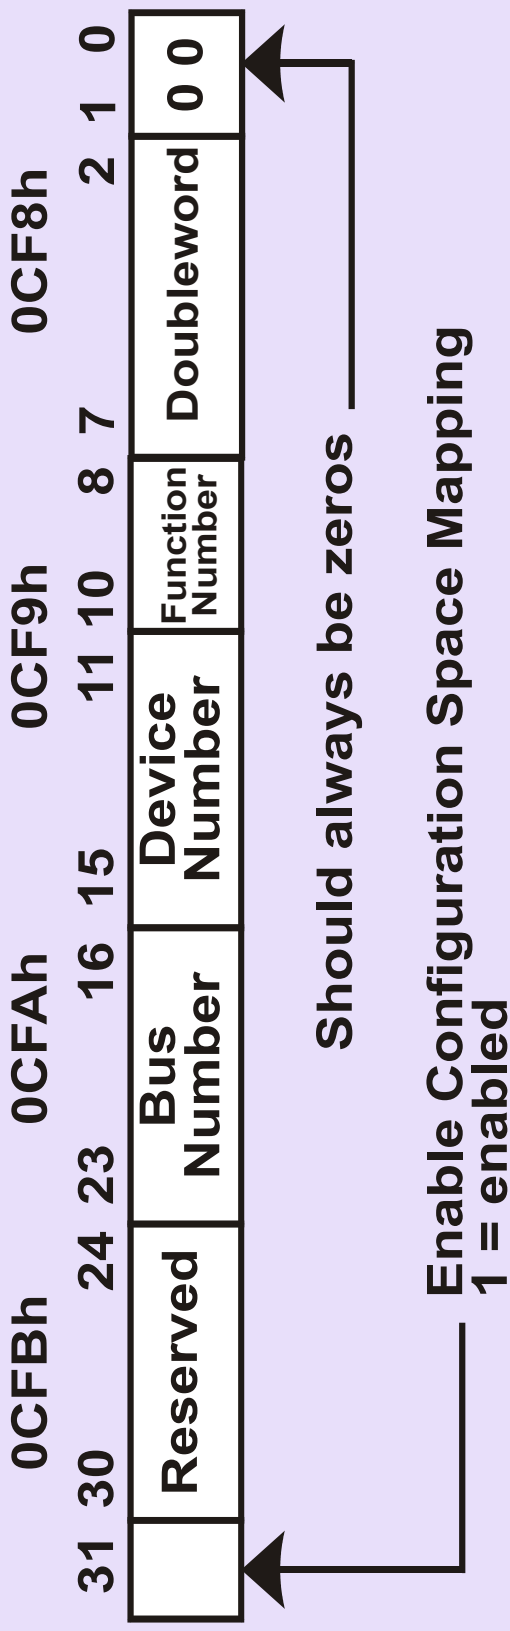 0CFBh 0CFAh 0CF9h 0CF8h
31 30 24 23 16 15 11 10 8 7 2 1 0
Reserved
Bus
Number
Device
Number
Function
Number
Doubleword
0 0
Should always be zeros
Enable Configuration Space Mapping
1 = enabled